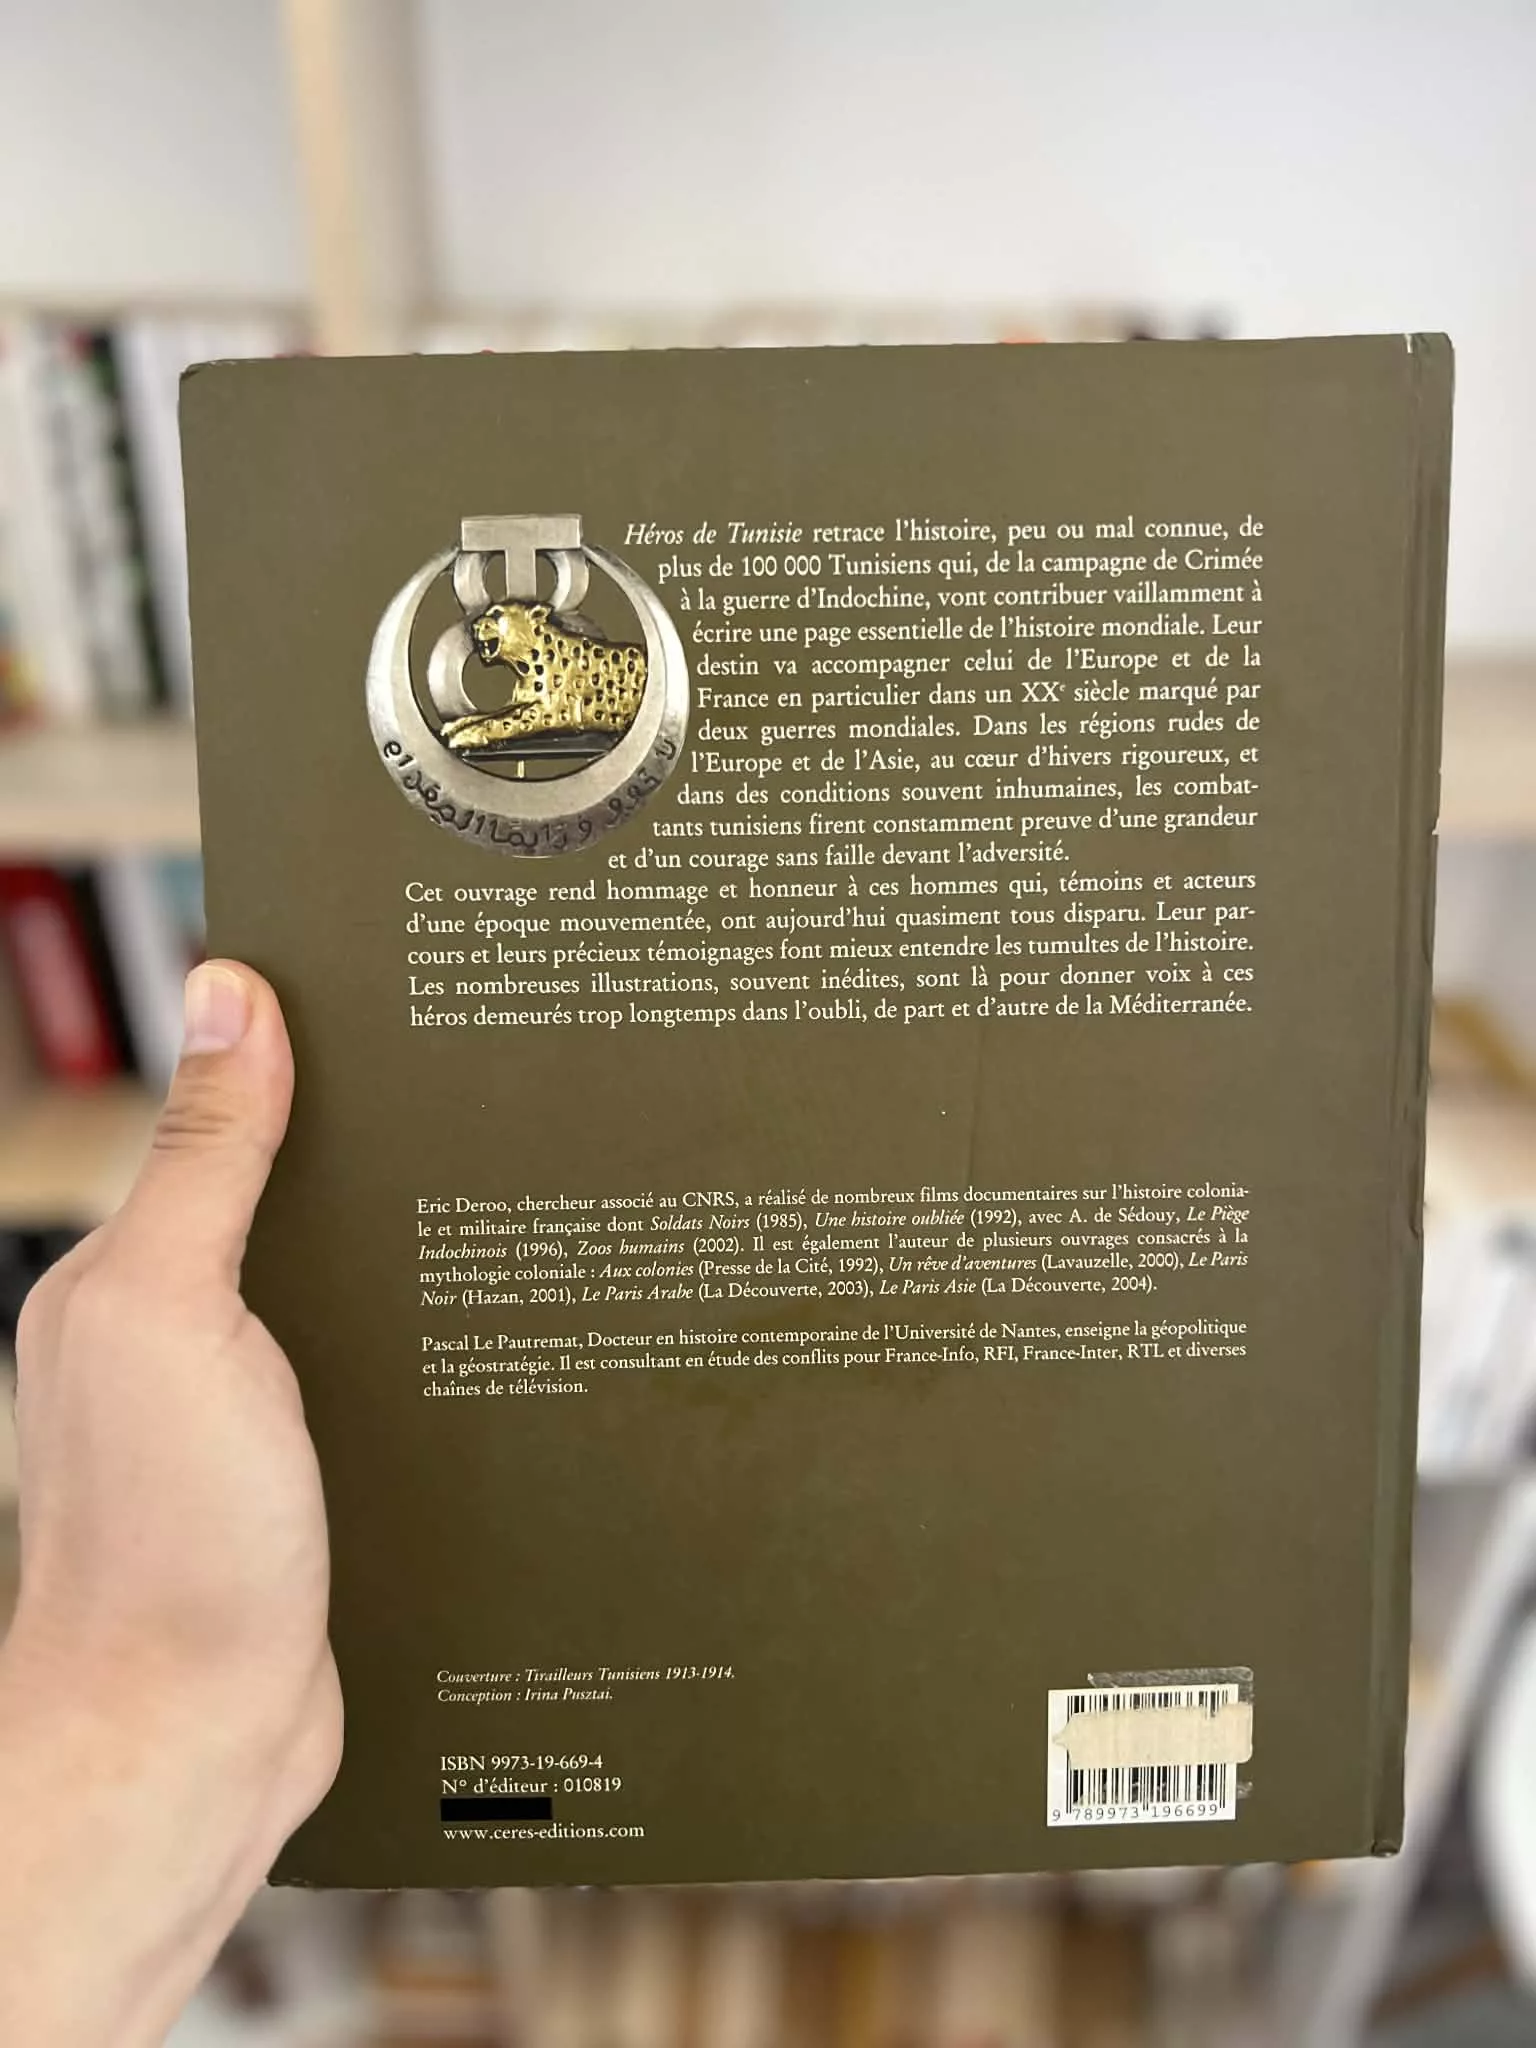 Héros de Tunisie retrace l'histoire, peu ou mal connue, de
plus de 100 000 Tunisiens qui, de la campagne de Crimée
à la guerre d'Indochine, vont contribuer vaillamment à
écrire une page essentielle de l'histoire mondiale. Leur
destin va accompagner celui de l'Europe et de la
France en particulier dans un XXe siècle marqué par
deux guerres mondiales. Dans les régions rudes de
l'Europe et de l'Asie, au cœur d'hivers rigoureux, et
dans des conditions souvent inhumaines, les combat-
tants tunisiens firent constamment preuve d'une grandeur
et d'un courage sans faille devant l'adversité.
Cet ouvrage rend hommage et honneur à ces hommes qui, témoins et acteurs
d'une époque mouvementée, ont aujourd'hui quasiment tous disparu. Leur par-
cours et leurs précieux témoignages font mieux entendre les tumultes de l'histoire.
Les nombreuses illustrations, souvent inédites, sont là pour donner voix à ces
héros demeurés trop longtemps dans l'oubli, de part et d'autre de la Méditerranée.
Eric Deroo, chercheur associé au CNRS, a réalisé de nombreux films documentaires sur l'histoire colonia-
le et militaire française dont Soldats Noirs (1985), Une histoire oubliée (1992), avec A. de Sédouy, Le Piège
Indochinois (1996), Zoos humains (2002). Il est également l'auteur de plusieurs ouvrages consacrés à la
mythologie coloniale : Aux colonies (Presse de la Cité, 1992), Un rêve d'aventures (Lavauzelle, 2000), Le Paris
Noir (Hazan, 2001), Le Paris Arabe (La Découverte, 2003), Le Paris Asie (La Découverte, 2004).
Pascal Le Pautremat, Docteur en histoire contemporaine de l'Université de Nantes, enseigne la géopolitique
et la géostratégie. Il est consultant en étude des conflits pour France-Info, RFI, France-Inter, RTL et diverses
chaînes de télévision.
Couverture : Tirailleurs Tunisiens 1913-1914.
Conception : Irina Pusztai.
ISBN 9973-19-669-4
N° d'éditeur : 010819
www.ceres-editions.com
9 789973 196699